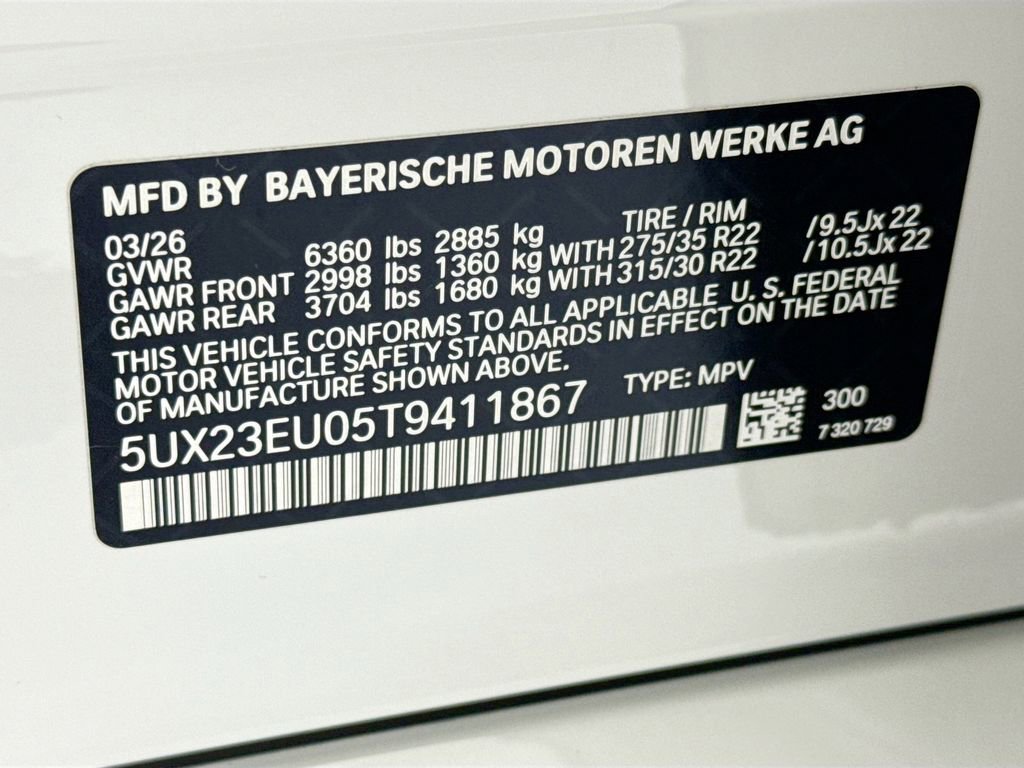 MFD BY BAYERISCHE MOTOREN WERKE AG
03/26 TIRE / RIM
GVWR 6360 lbs 2885 kg
GAWR FRONT 2998 lbs 1360 kg WITH 275/35 R22 /9.5Jx 22
GAWR REAR 3704 lbs 1680 kg WITH 315/30 R22 /10.5Jx 22
THIS VEHICLE CONFORMS TO ALL APPLICABLE U. S. FEDERAL
MOTOR VEHICLE SAFETY STANDARDS IN EFFECT ON THE DATE
OF MANUFACTURE SHOWN ABOVE.
5UX23EU05T9411867 TYPE: MPV
300
7 320 729